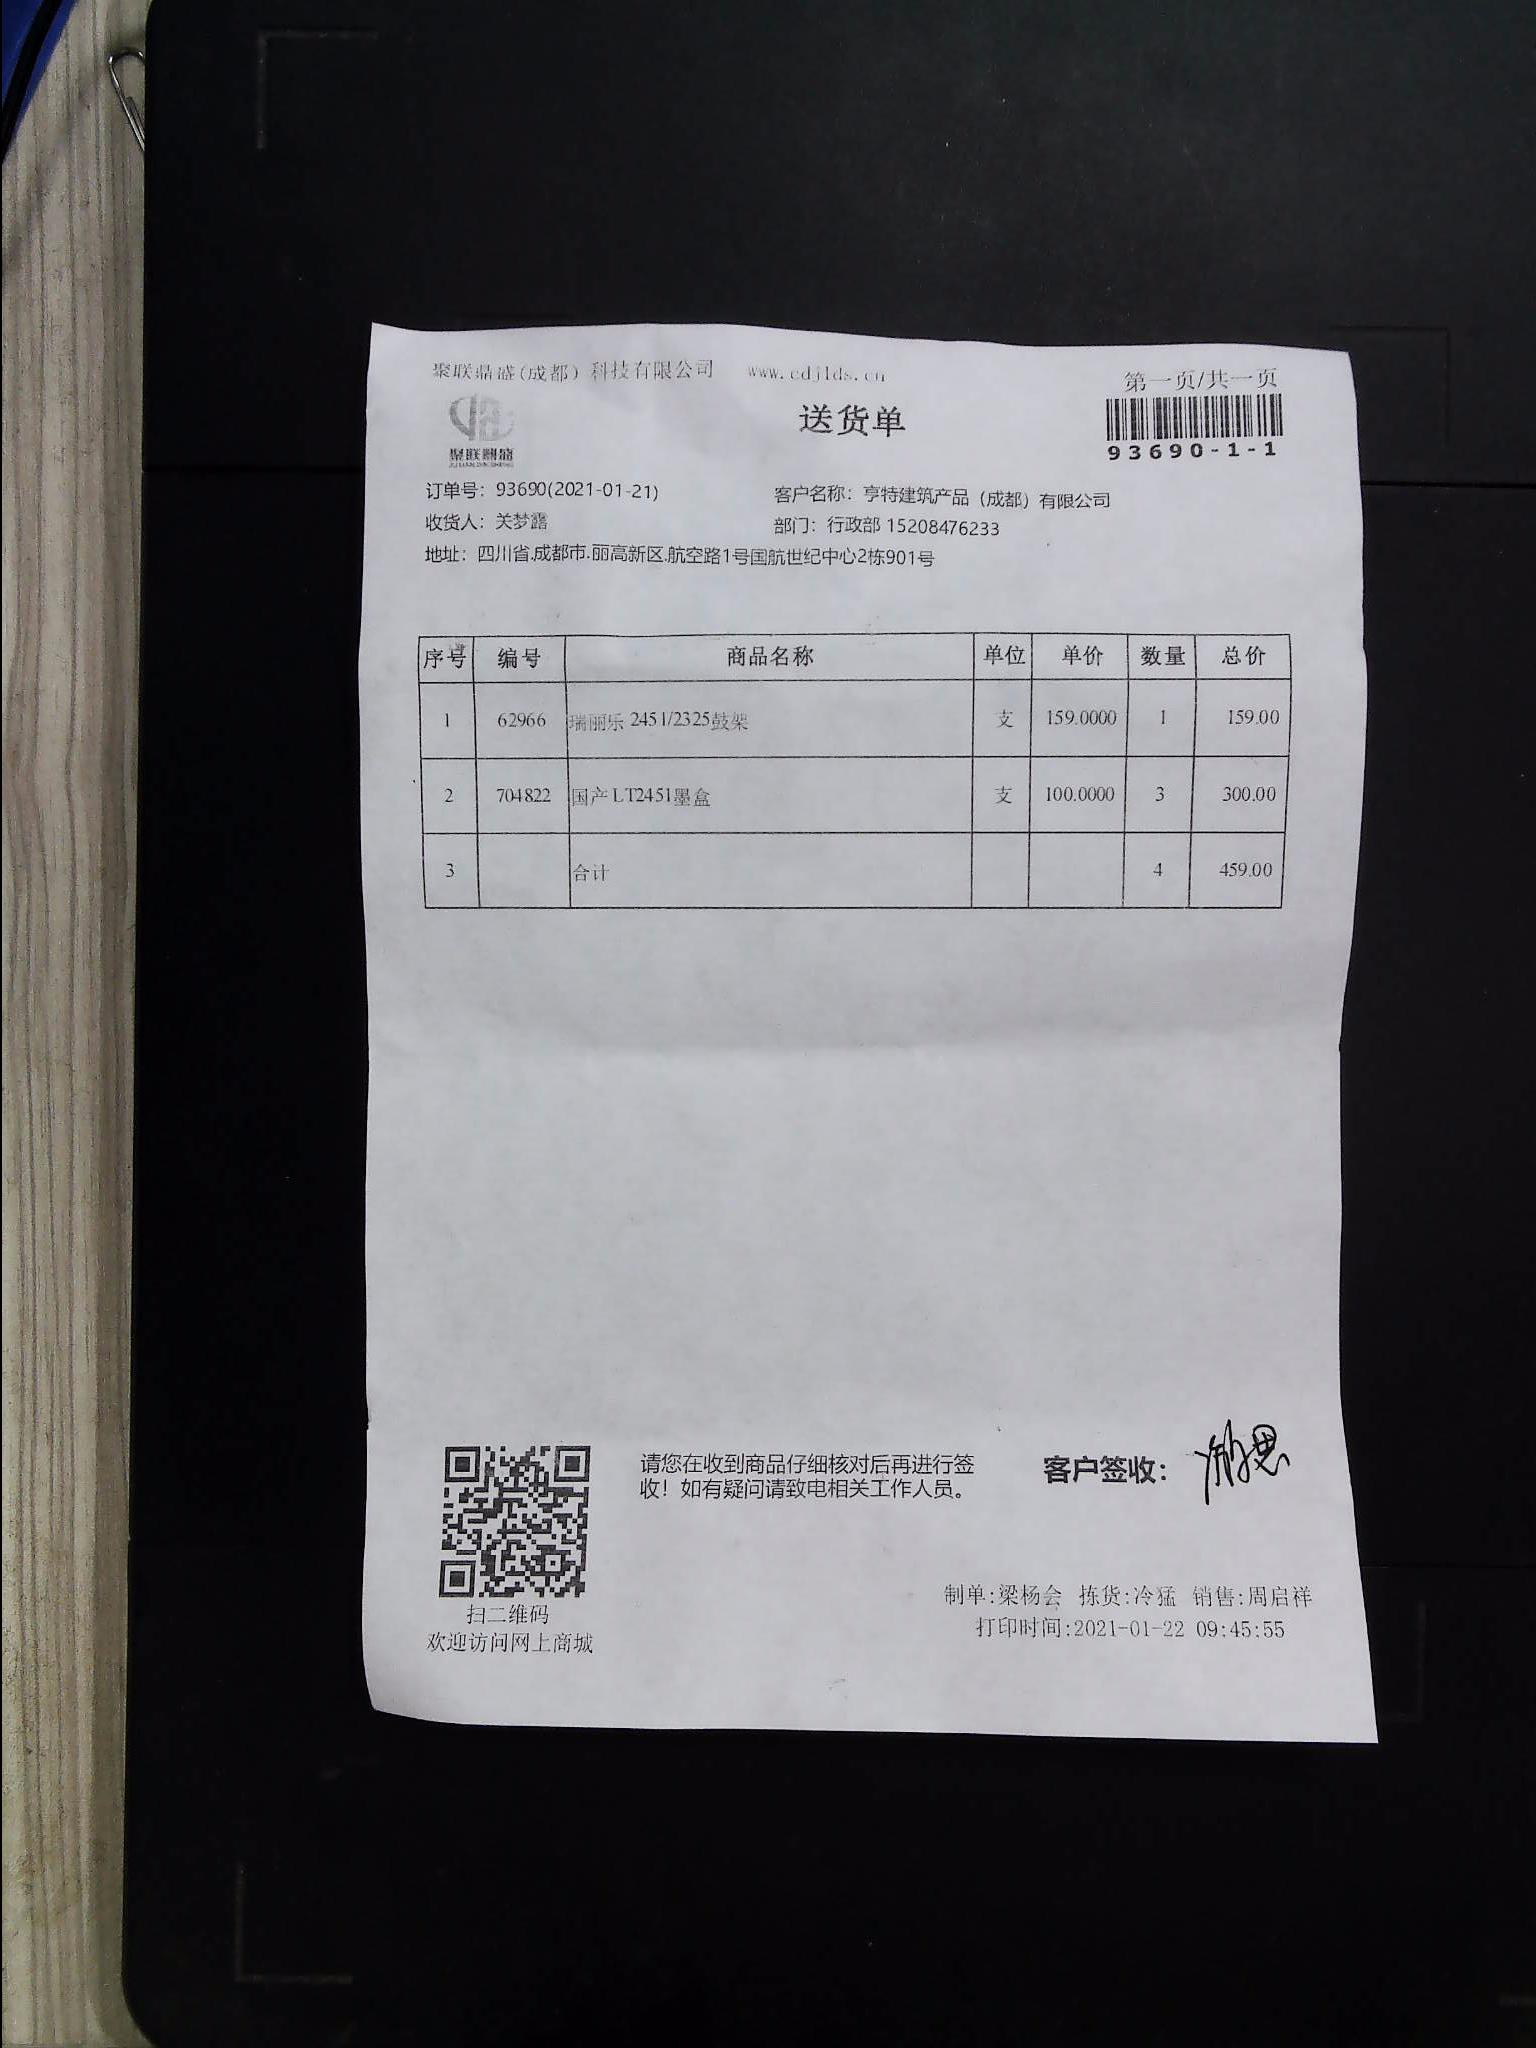 聚联鼎盛(成都)科技有限公司 www.cdjlds.cn
第一页/共一页
送货单
聚联鼎盛
93690-1-1
订单号：93690(2021-01-21) 客户名称：亨特建筑产品（成都）有限公司
收货人：关梦露 部门：行政部 15208476233
地址：四川省.成都市.丽高新区.航空路1号国航世纪中心2栋901号
序号 编号 商品名称 单位 单价 数量 总价
1 62966 瑞丽乐 2451/2325鼓架 支 159.0000 1 159.00
2 704822 国产LT2451墨盒 支 100.0000 3 300.00
3 合计 4 459.00
请您在收到商品仔细核对后再进行签
收！如有疑问请致电相关工作人员。
客户签收：
扫二维码
欢迎访问网上商城
制单:梁杨会 拣货:冷猛 销售:周启祥
打印时间:2021-01-22 09:45:55